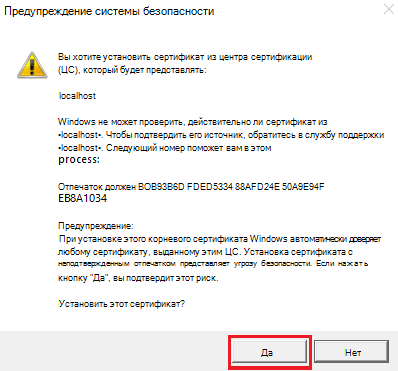 Предупреждение системы безопасности
Вы хотите установить сертификат из центра сертификации
(ЦС), который будет представлять:
localhost
Windows не может проверить, действительно ли сертификат из
•localhost•. Чтобы подтвердить его источник, обратитесь в службу поддержки
•localhost•. Следующий номер поможет вам в этом
process:
Отпечаток должен BOB93B6D FDED5334 88AFD24E 50A9E94F
EB8A1034
Предупреждение:
При установке этого корневого сертификата Windows автоматически доверяет
любому сертификату, выданному этим ЦС. Установка сертификата с
неподтвержденным отпечатком представляет угрозу безопасности. Если нажать
кнопку "Да", вы подтвердит этот риск.
Установить этот сертификат?
Да Нет